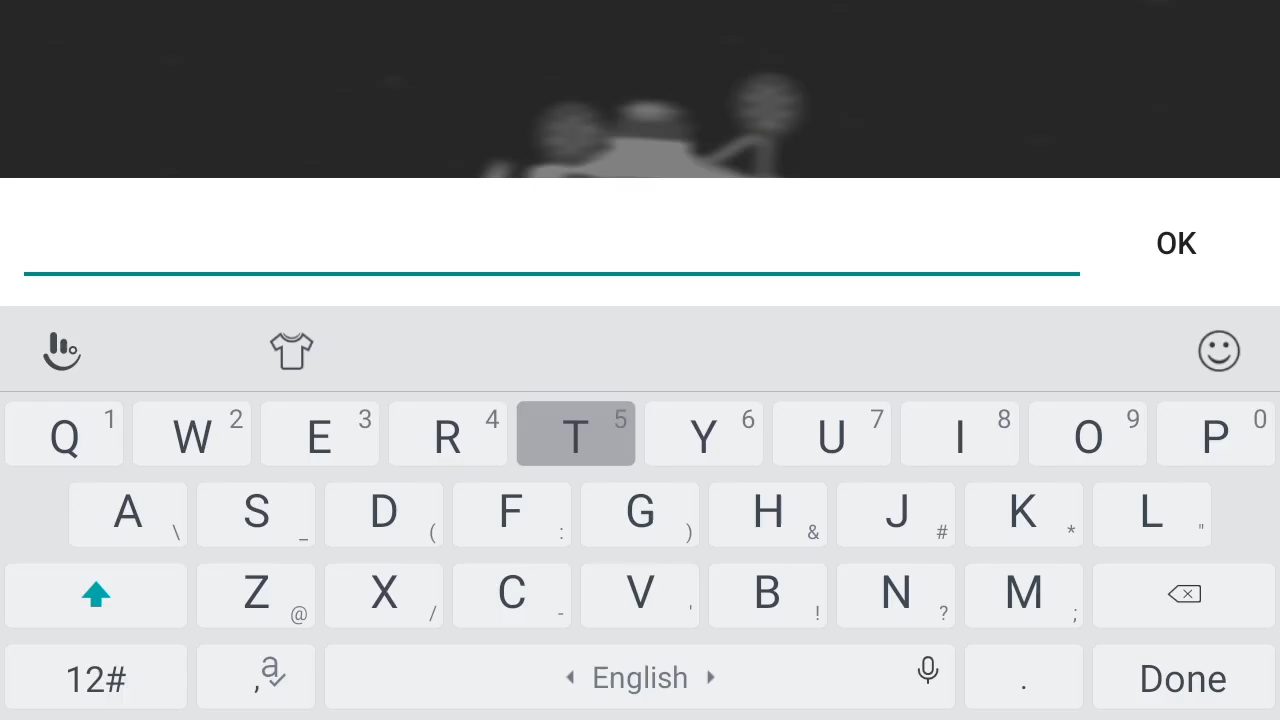 OK
Q 1 W 2 E 3 R 4 T 5 Y 6 U 7 I 8 O 9 P 0
A \ S _ D ( F : G ) H & J # K * L "
Z @ X / C - V ' B ! N ? M ;
12# , a English . Done